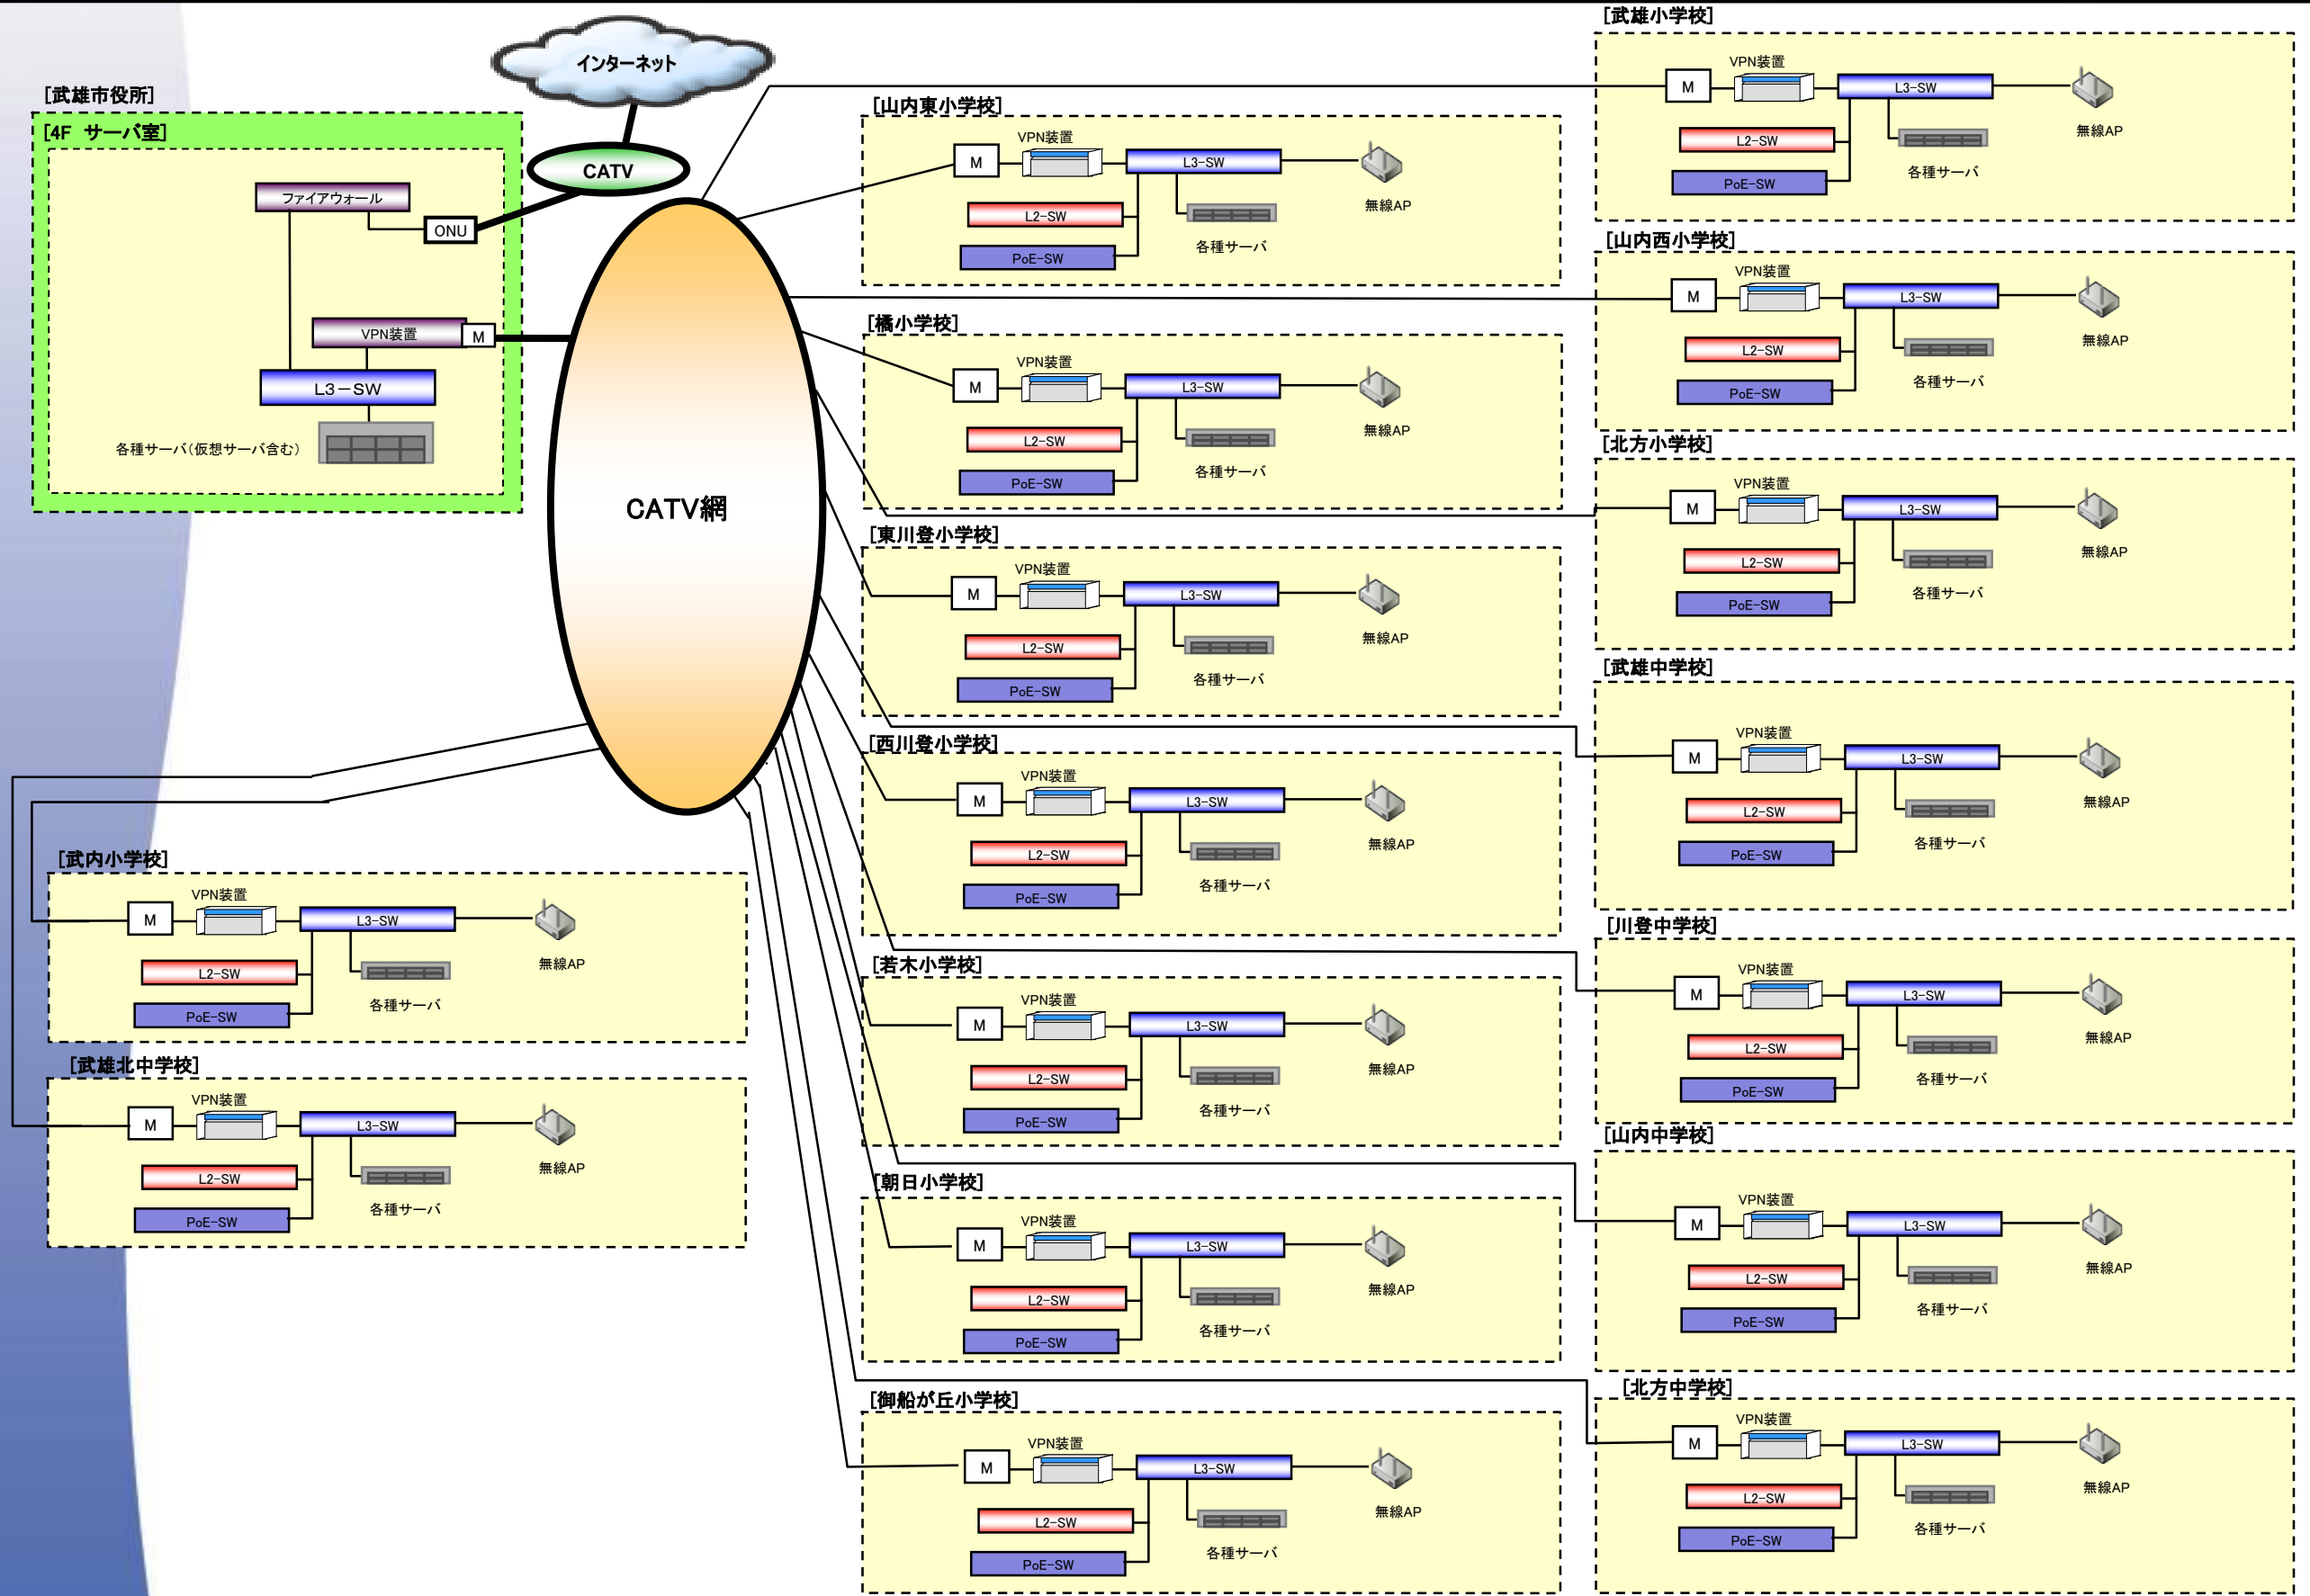 インターネット
CATV
[武雄市役所]
[4F サーバ室]
ファイアウォール
ONU
VPN装置
M
L3-SW
各種サーバ(仮想サーバ含む)
CATV網
[武内小学校]
VPN装置
M
L3-SW
無線AP
L2-SW
各種サーバ
PoE-SW
[武雄北中学校]
VPN装置
M
L3-SW
無線AP
L2-SW
各種サーバ
PoE-SW
[山内東小学校]
VPN装置
M
L3-SW
無線AP
L2-SW
各種サーバ
PoE-SW
[橘小学校]
VPN装置
M
L3-SW
無線AP
L2-SW
各種サーバ
PoE-SW
[東川登小学校]
VPN装置
M
L3-SW
無線AP
L2-SW
各種サーバ
PoE-SW
[西川登小学校]
VPN装置
M
L3-SW
無線AP
L2-SW
各種サーバ
PoE-SW
[若木小学校]
VPN装置
M
L3-SW
無線AP
L2-SW
各種サーバ
PoE-SW
[朝日小学校]
VPN装置
M
L3-SW
無線AP
L2-SW
各種サーバ
PoE-SW
[御船が丘小学校]
VPN装置
M
L3-SW
無線AP
L2-SW
各種サーバ
PoE-SW
[武雄小学校]
VPN装置
M
L3-SW
無線AP
L2-SW
各種サーバ
PoE-SW
[山内西小学校]
VPN装置
M
L3-SW
無線AP
L2-SW
各種サーバ
PoE-SW
[北方小学校]
VPN装置
M
L3-SW
無線AP
L2-SW
各種サーバ
PoE-SW
[武雄中学校]
VPN装置
M
L3-SW
無線AP
L2-SW
各種サーバ
PoE-SW
[川登中学校]
VPN装置
M
L3-SW
無線AP
L2-SW
各種サーバ
PoE-SW
[山内中学校]
VPN装置
M
L3-SW
無線AP
L2-SW
各種サーバ
PoE-SW
[北方中学校]
VPN装置
M
L3-SW
無線AP
L2-SW
各種サーバ
PoE-SW